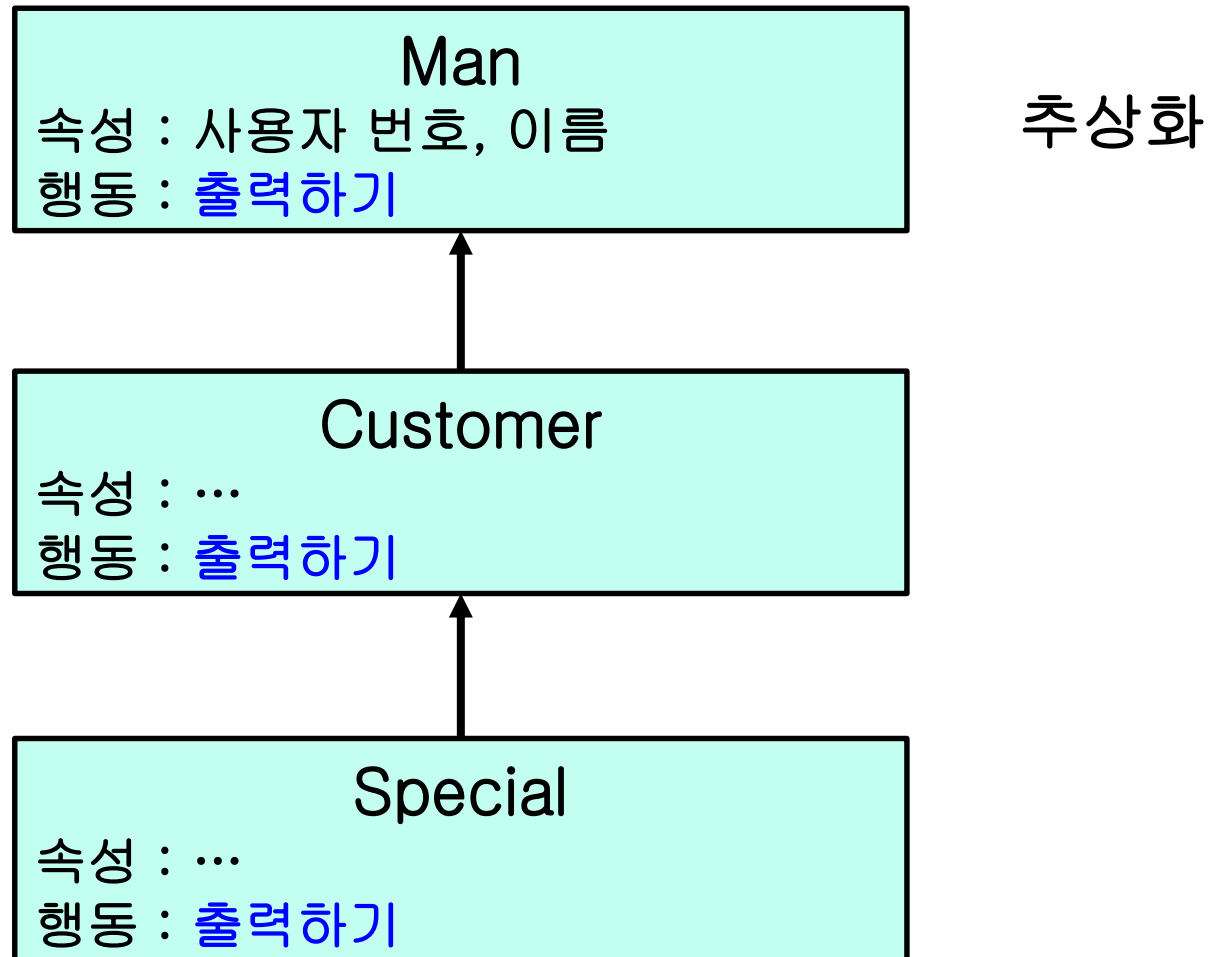 Man
속성 : 사용자 번호, 이름
행동 : 출력하기
추상화
Customer
속성 : …
행동 : 출력하기
Special
속성 : …
행동 : 출력하기